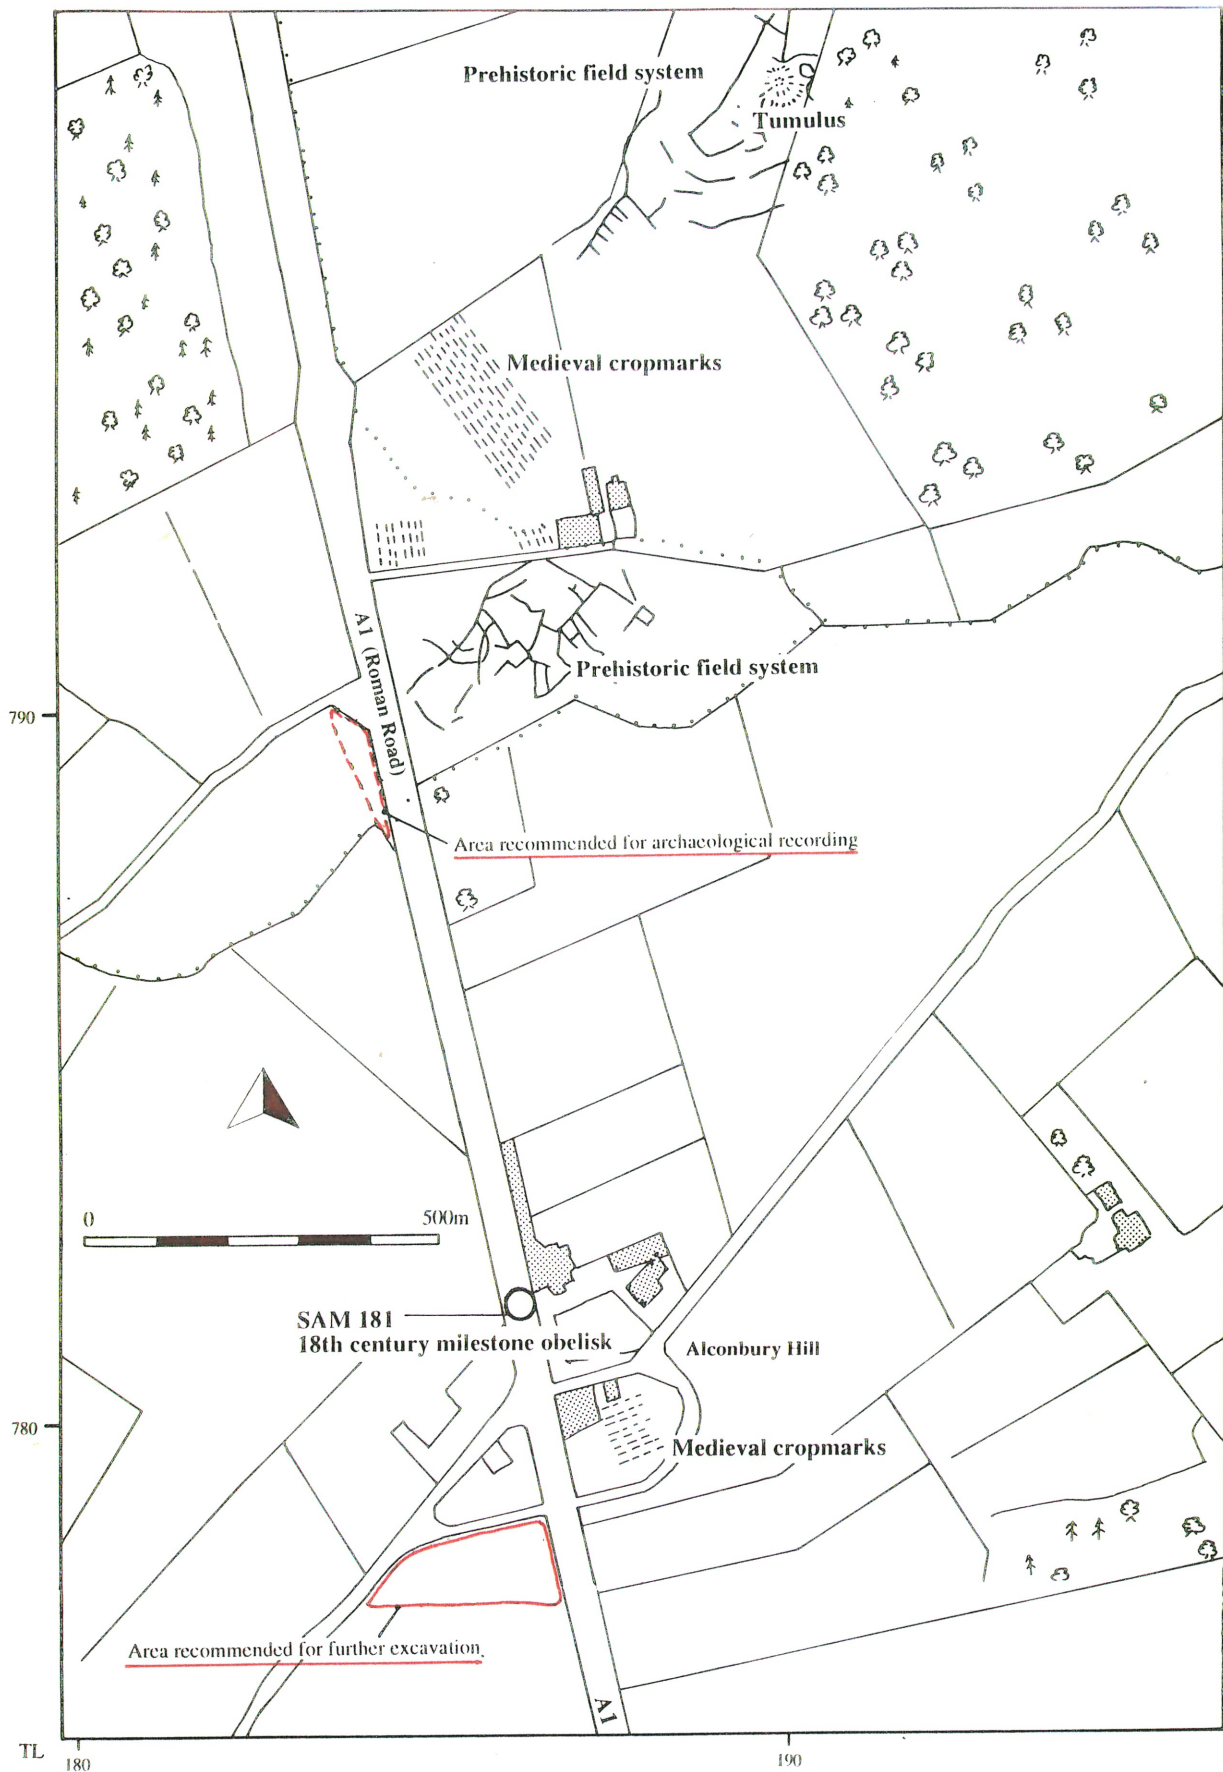 Prehistoric field system
Tumulus
Medieval cropmarks
A1 (Roman Road)
Prehistoric field system
790
Area recommended for archaeological recording
0 500m
SAM 181
18th century milestone obelisk
Alconbury Hill
780
Medieval cropmarks
Area recommended for further excavation.
A1
TL
180
190